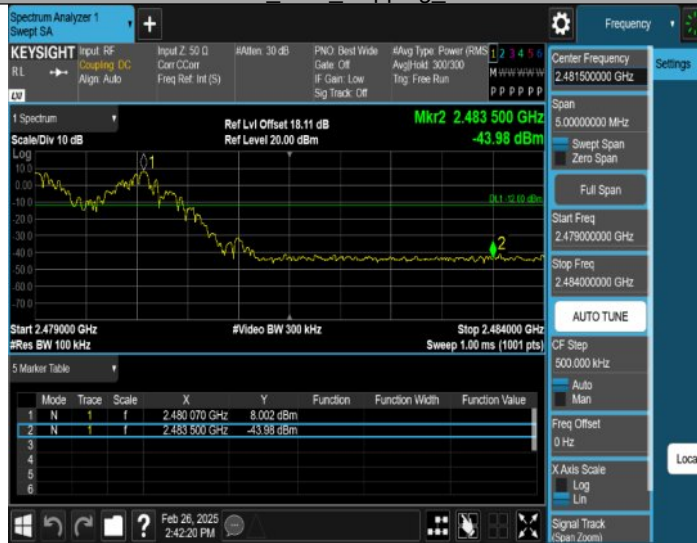 Spectrum Analyzer 1
Swept SA
Frequency
KEYSIGHT
RL
LXI
Input: RF
Coupling: DC
Align: Auto
Input Z: 50 Ω
Corr CCorr
Freq Ref: Int (S)
#Atten: 30 dB
PNO: Best Wide
Gate: Off
IF Gain: Low
Sig Track: Off
#Avg Type: Power (RMS
Avg|Hold: 300/300
Trig: Free Run
1 2 3 4 5 6
M W W W W W
P P P P P P
1 Spectrum
Scale/Div 10 dB
Ref Lvl Offset 18.11 dB
Ref Level 20.00 dBm
Mkr2 2.483 500 GHz
-43.98 dBm
Log
10.0
0.00
-10.0
-20.0
-30.0
-40.0
-50.0
-60.0
-70.0
1
2
Start 2.479000 GHz
#Res BW 100 kHz
#Video BW 300 kHz
Stop 2.484000 GHz
Sweep 1.00 ms (1001 pts)
5 Marker Table
Mode Trace Scale X Y Function Function Width Function Value
1 N 1 f 2.480 070 GHz 8.002 dBm
2 N 1 f 2.483 500 GHz -43.98 dBm
3
4
5
6
?
Feb 26, 2025
2:42:20 PM
Center Frequency
2.481500000 GHz
Span
5.00000000 MHz
Swept Span
Zero Span
Full Span
Start Freq
2.479000000 GHz
Stop Freq
2.484000000 GHz
AUTO TUNE
CF Step
500.000 kHz
Auto
Man
Freq Offset
0 Hz
X Axis Scale
Log
Lin
Signal Track
(Span Zoom)
Settings
Loca